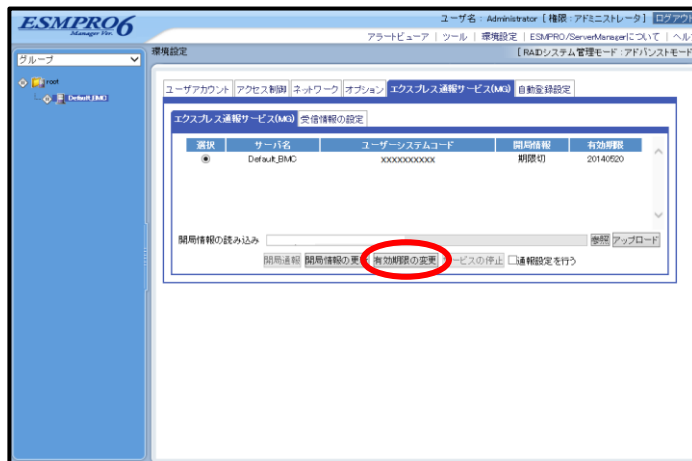 ESMPRO6
Manager Ver.
ユーザ名 : Administrator [ 権限 : アドミニストレータ ] ログアウト
アラートビューア | ツール | 環境設定 | ESMPRO/ServerManagerについて | ヘル
グループ
環境設定
[ RAIDシステム管理モード : アドバンストモード
root
Default_BMC
ユーザアカウント アクセス制御 ネットワーク オプション エクスプレス通報サービス(MG) 自動登録設定
エクスプレス通報サービス(MG) 受信情報の設定
選択 サーバ名 ユーザーシステムコード 開局情報 有効期限
Default_BMC xxxxxxxxxx 期限切 20140520
開局情報の読み込み 参照 アップロード
開局通報 開局情報の更 有効期限の変更 ービスの停止 通報設定を行う